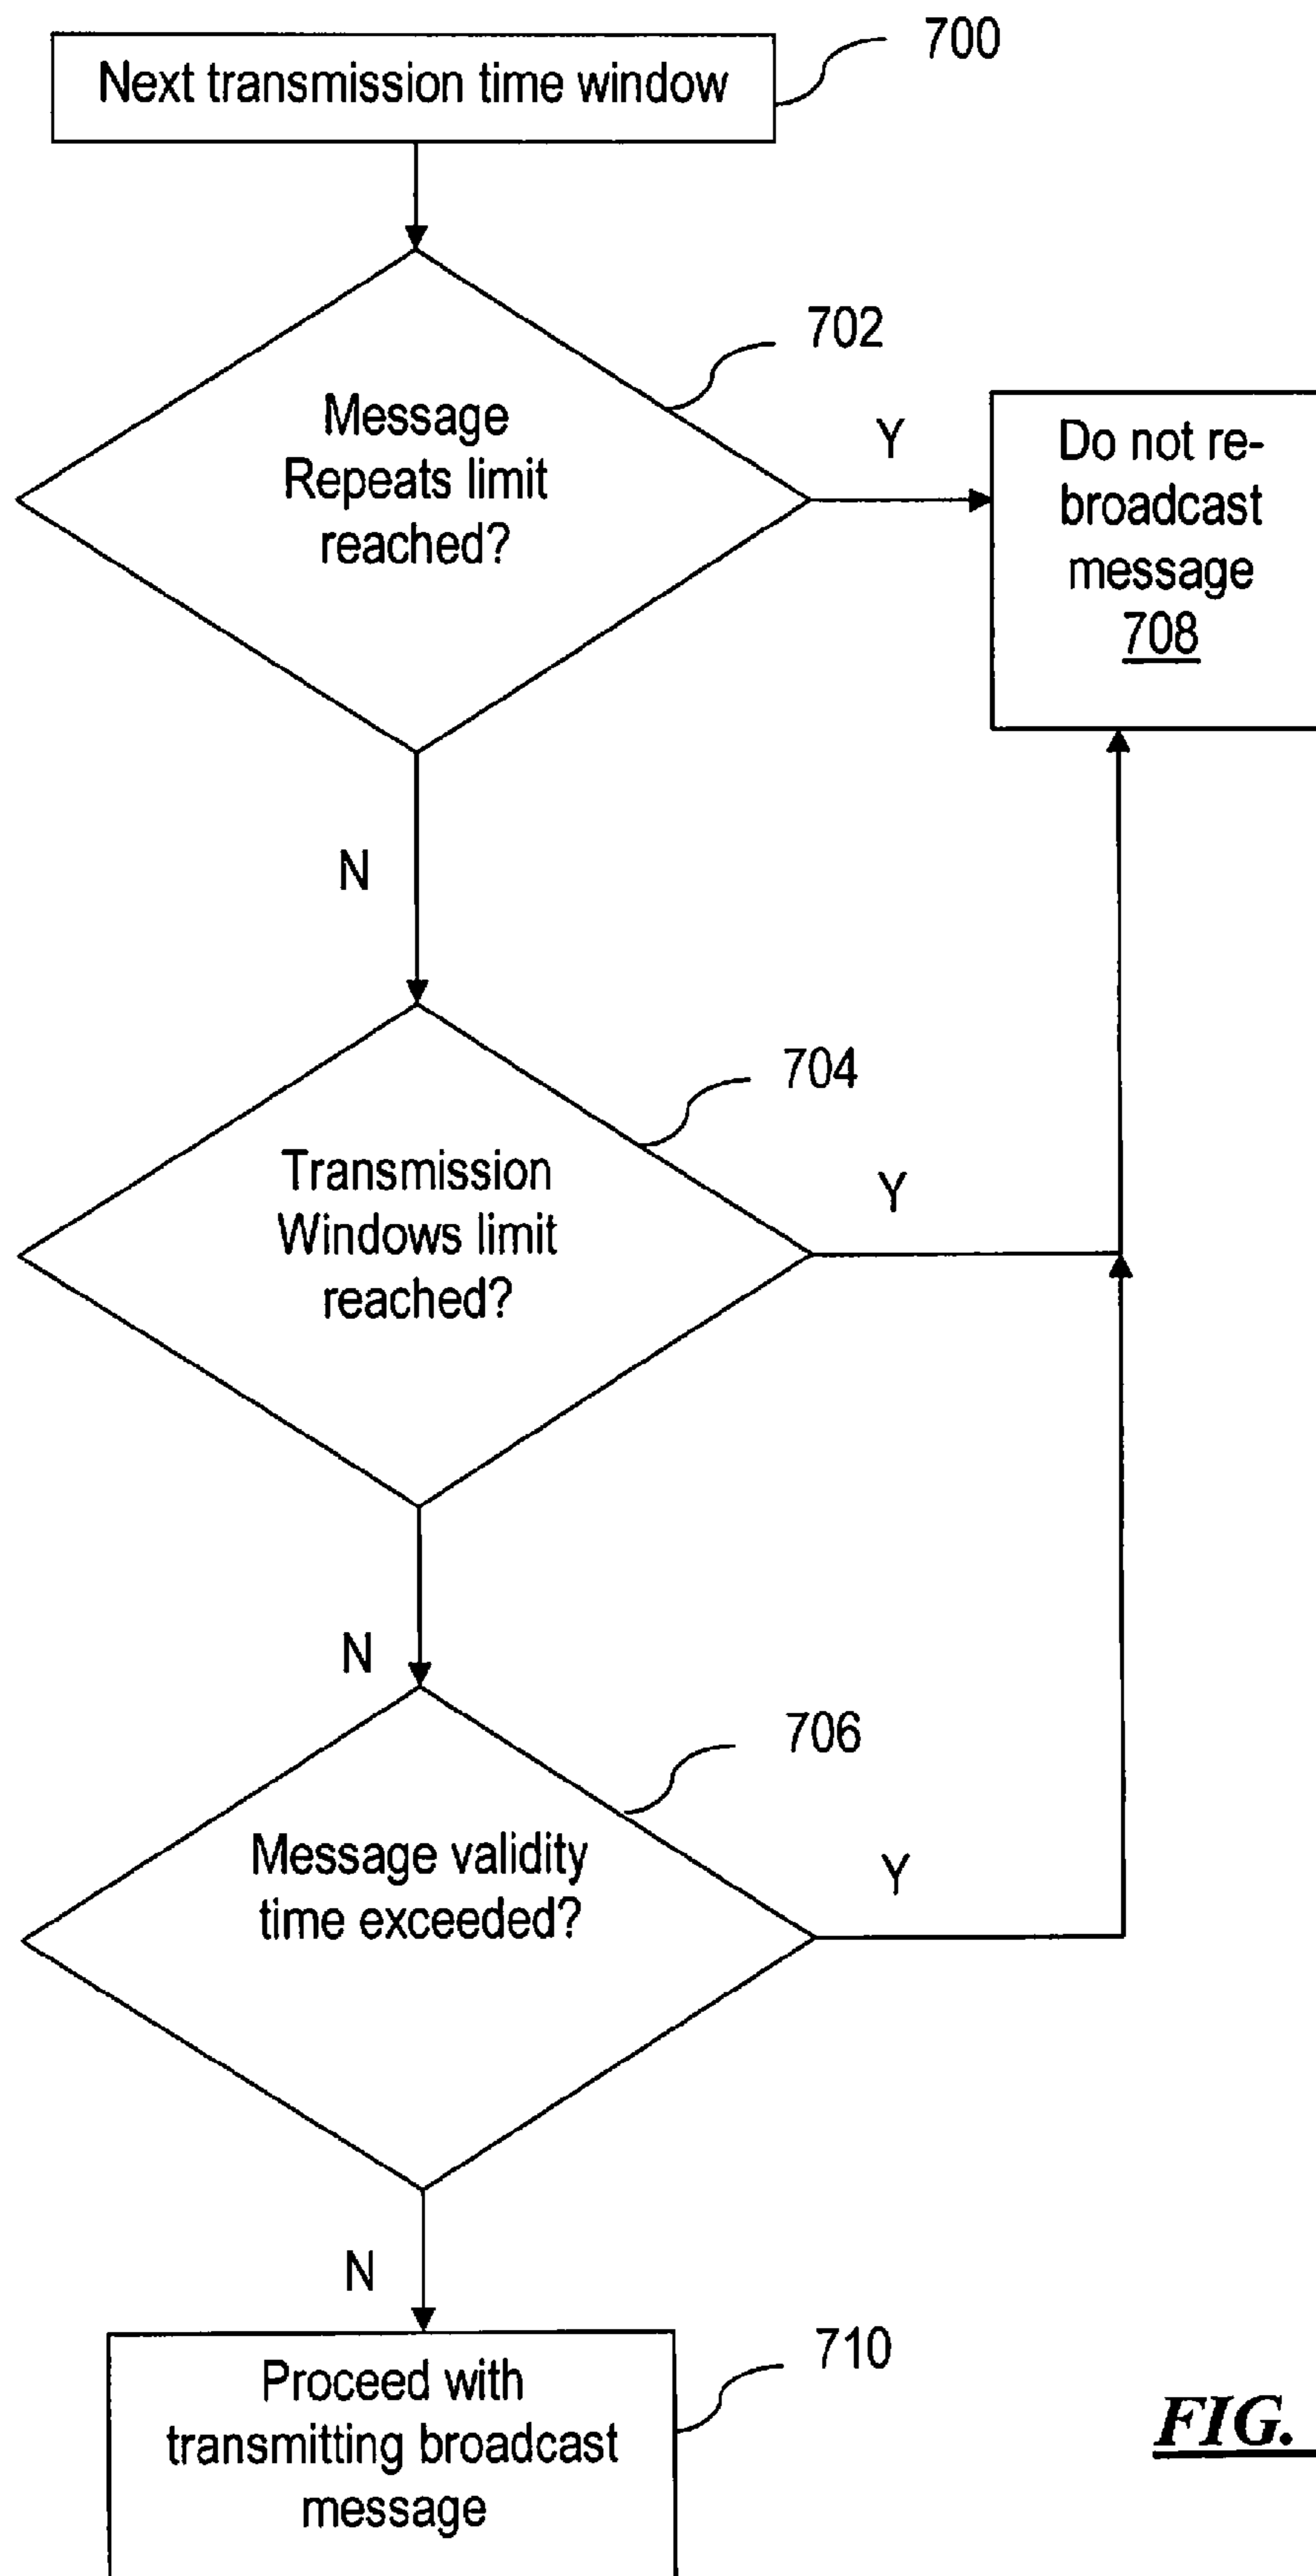 Next transmission time window
700
702
Message
Repeats limit
reached?
Y
Do not re-
broadcast
message
708
N
704
Transmission
Windows limit
reached?
Y
N
706
Message validity
time exceeded?
Y
N
710
Proceed with
transmitting broadcast
message
FIG.